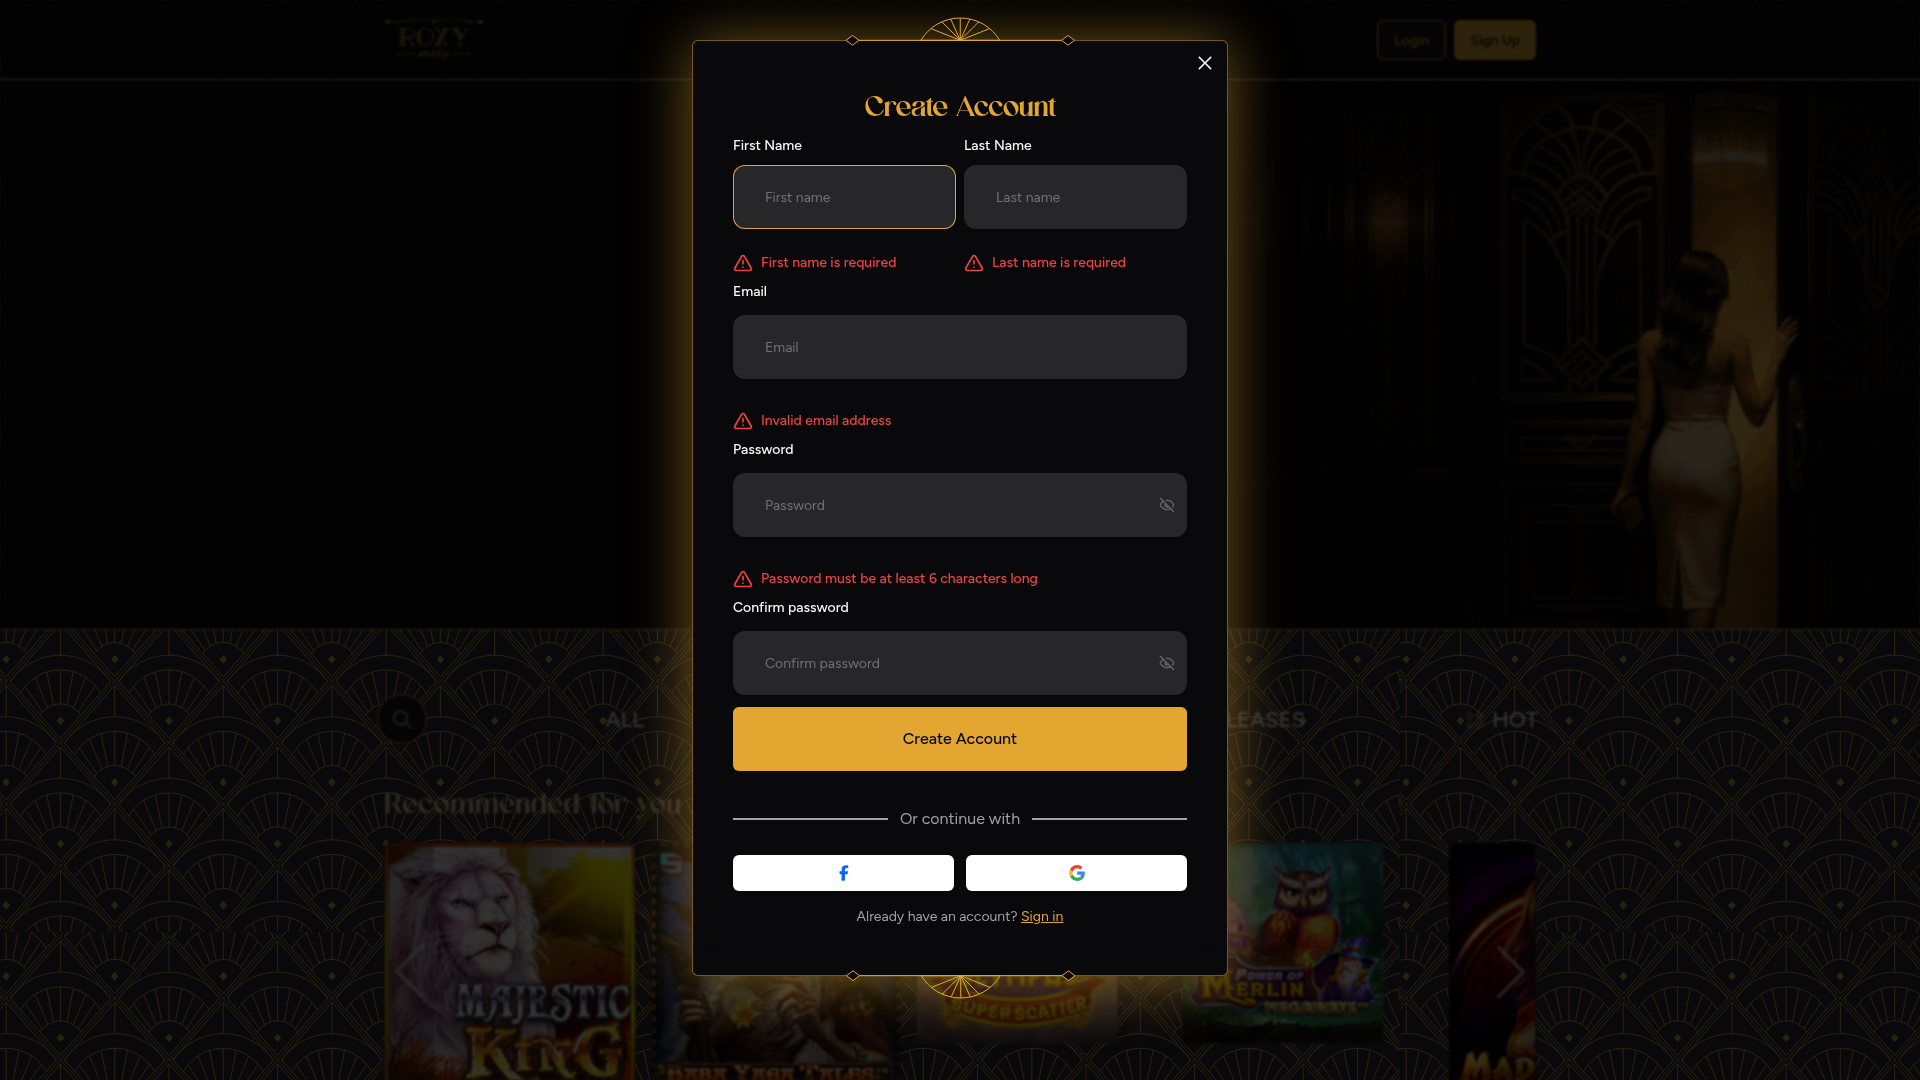 ROXY
Login
Sign Up
Create Account
First Name
Last Name
First name
Last name
First name is required
Last name is required
Email
Email
Invalid email address
Password
Password
Password must be at least 6 characters long
Confirm password
Confirm password
Create Account
Or continue with
Already have an account? Sign in
ALL
LEASES
HOT
Recommended for you
MAJESTIC
KING
BABA YAGA TALES
SUPER SCATTER
POWER OF
MERLIN
MEGAWAYS
MAD